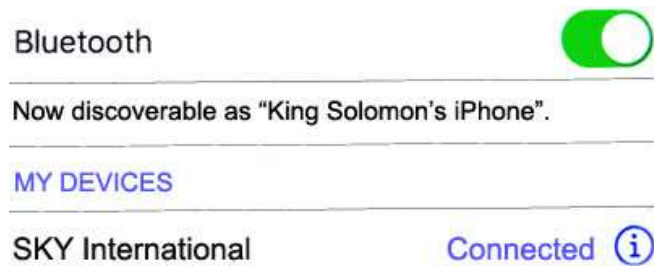 Bluetooth
Now discoverable as “King Solomon’s iPhone”.
MY DEVICES
SKY International Connected i